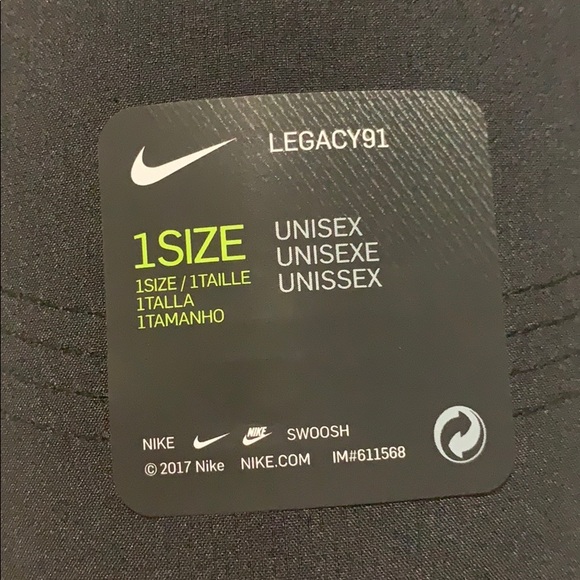 LEGACY91
1SIZE
1SIZE / 1TAILLE
1TALLA
1TAMANHO
UNISEX
UNISEXE
UNISSEX
NIKE NIKE SWOOSH
© 2017 Nike NIKE.COM IM#611568